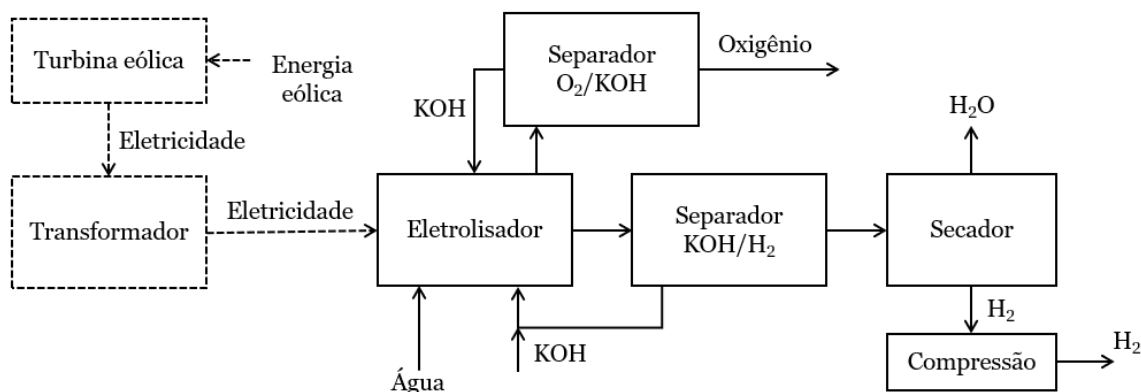 Turbina eólica
Energia
eólica
Separador
O₂/KOH
Oxigênio
KOH
Eletricidade
H₂O
Transformador
Eletricidade
Eletrolisador
Separador
KOH/H₂
Secador
H₂
KOH
Água
Compressão
H₂